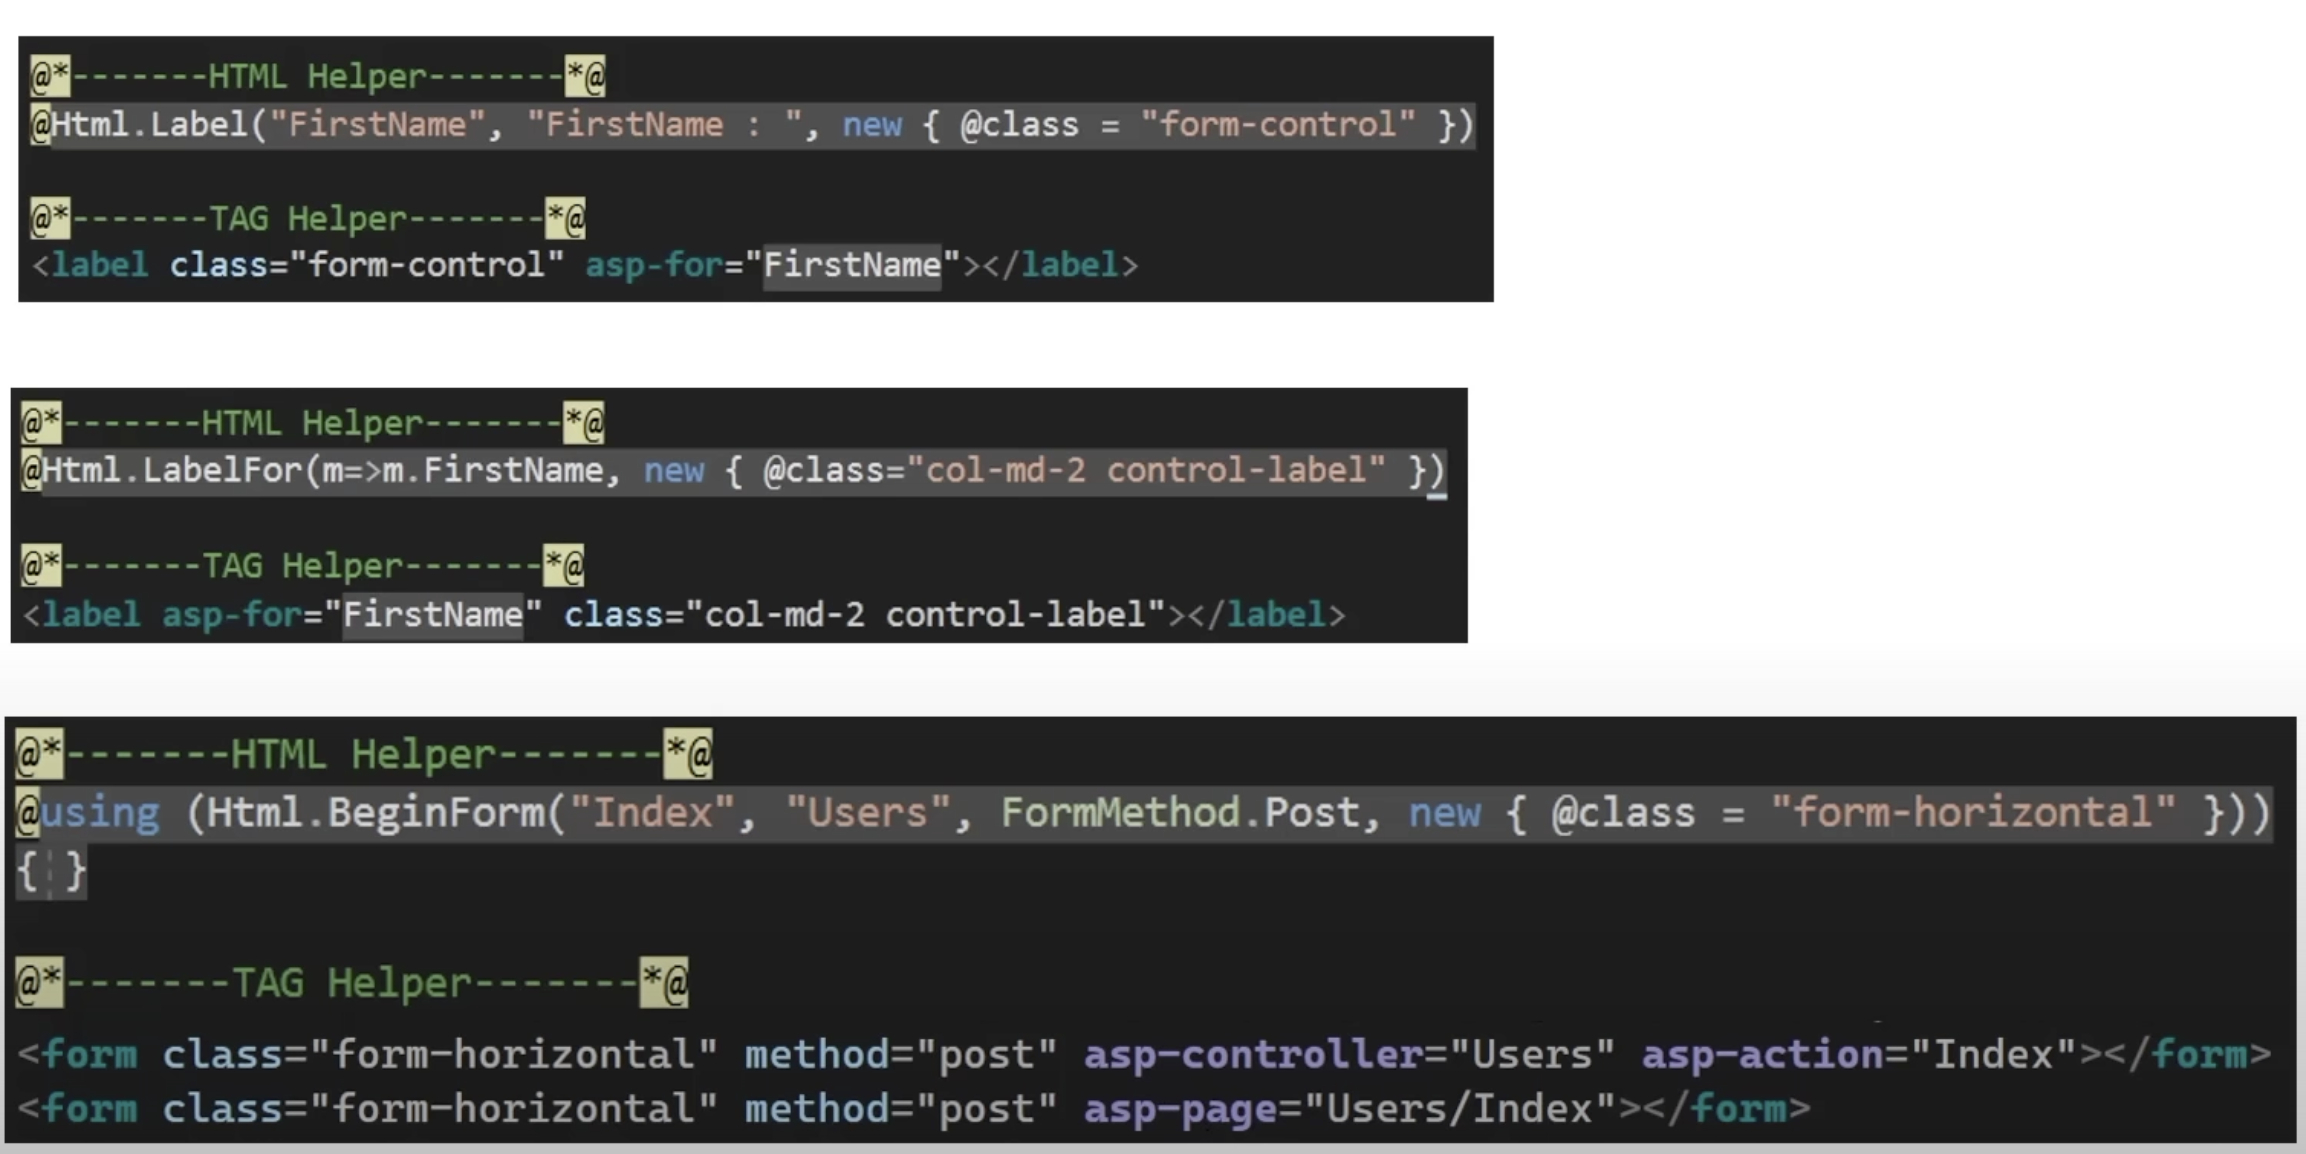 @*-------HTML Helper-------*@
@Html.Label("FirstName", "FirstName : ", new { @class = "form-control" })
@*-------TAG Helper-------*@
<label class="form-control" asp-for="FirstName"></label>
@*-------HTML Helper-------*@
@Html.LabelFor(m=>m.FirstName, new { @class="col-md-2 control-label" })
@*-------TAG Helper-------*@
<label asp-for="FirstName" class="col-md-2 control-label"></label>
@*-------HTML Helper-------*@
@using (Html.BeginForm("Index", "Users", FormMethod.Post, new { @class = "form-horizontal" }))
{ }
@*-------TAG Helper-------*@
<form class="form-horizontal" method="post" asp-controller="Users" asp-action="Index"></form>
<form class="form-horizontal" method="post" asp-page="Users/Index"></form>